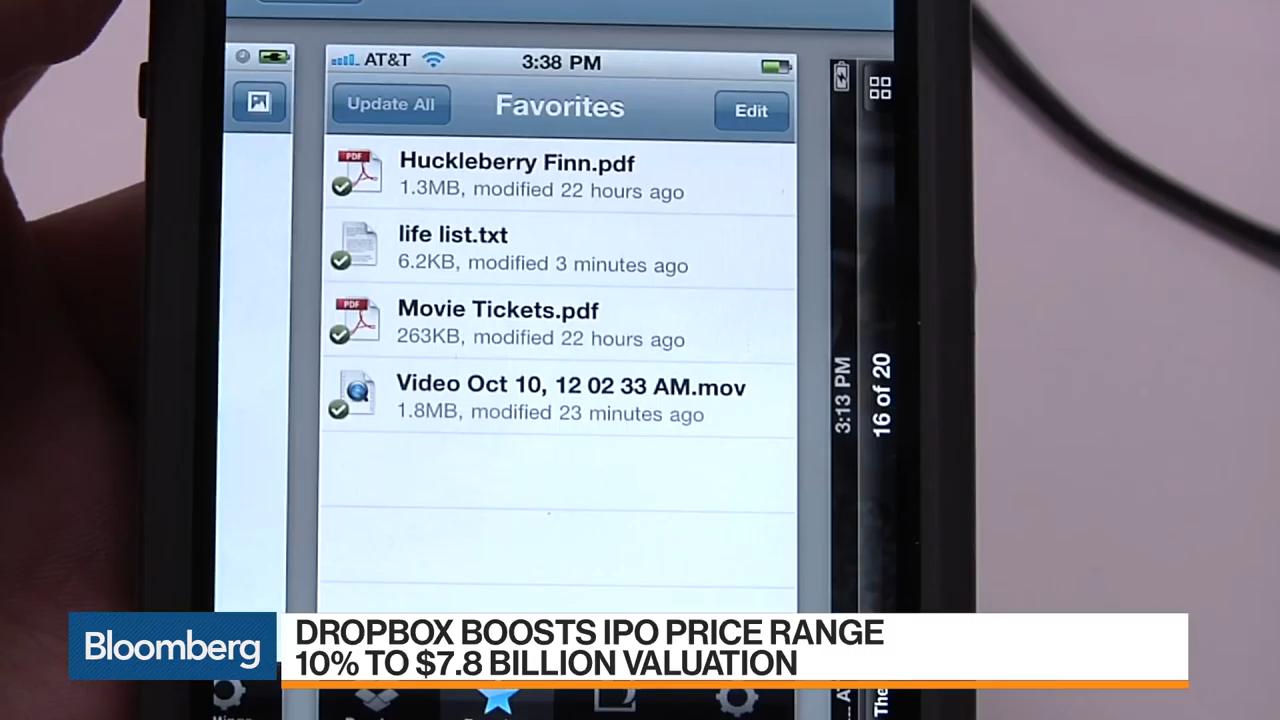 AT&T
3:38 PM
Update All
Favorites
Edit
PDF
Huckleberry Finn.pdf
1.3MB, modified 22 hours ago
life list.txt
6.2KB, modified 3 minutes ago
PDF
Movie Tickets.pdf
263KB, modified 22 hours ago
Video Oct 10, 12 02 33 AM.mov
1.8MB, modified 23 minutes ago
3:13 PM
16 of 20
Bloomberg
DROPBOX BOOSTS IPO PRICE RANGE
10% TO $7.8 BILLION VALUATION